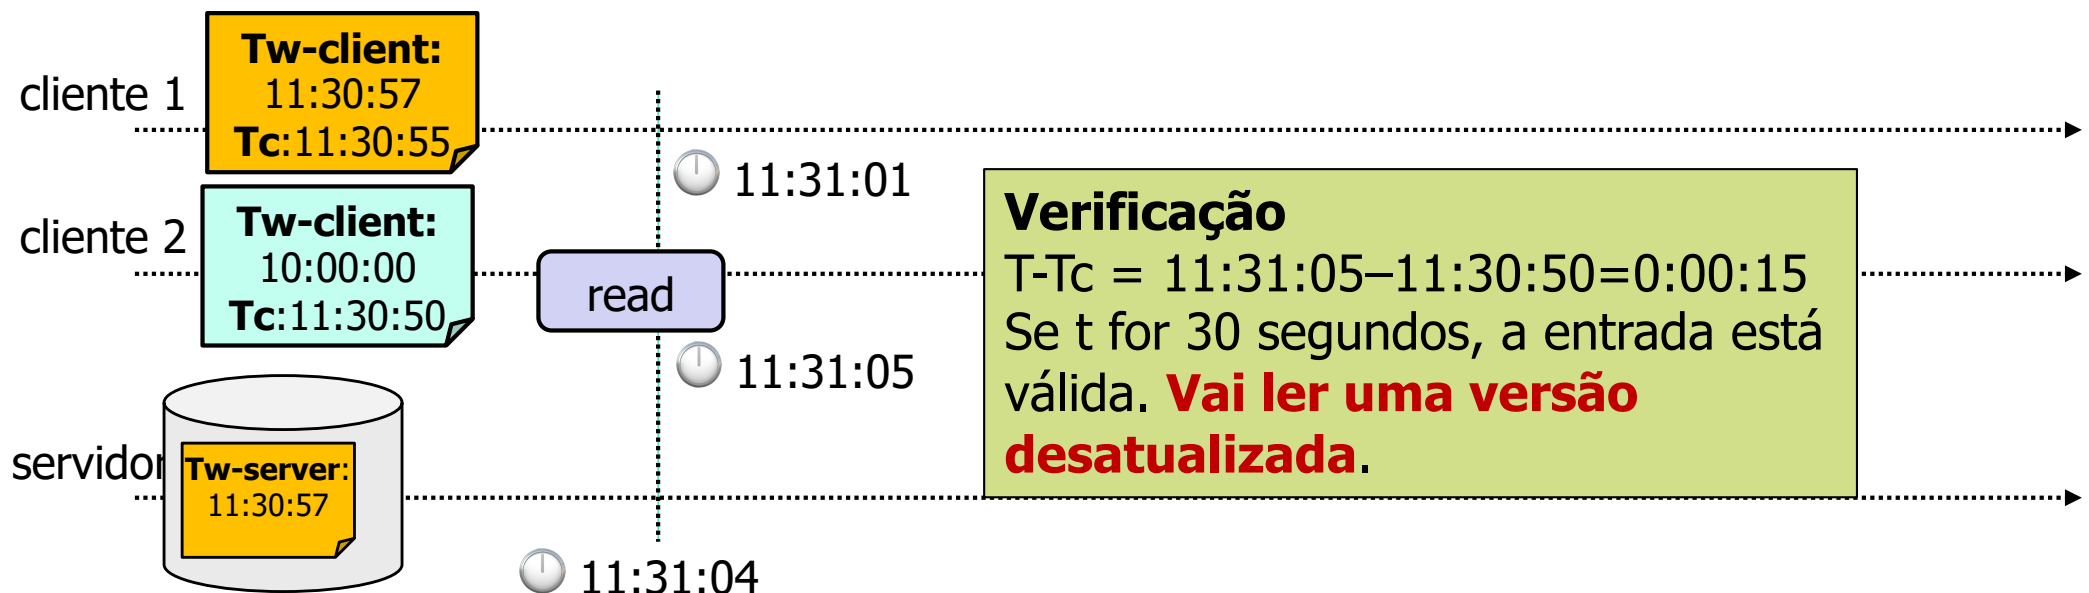 cliente 1
Tw-client:
11:30:57
Tc:11:30:55
11:31:01
cliente 2
Tw-client:
10:00:00
Tc:11:30:50
read
11:31:05
Verificação
T-Tc = 11:31:05–11:30:50=0:00:15
Se t for 30 segundos, a entrada está
válida. Vai ler uma versão
desatualizada.
servidor
Tw-server:
11:30:57
11:31:04